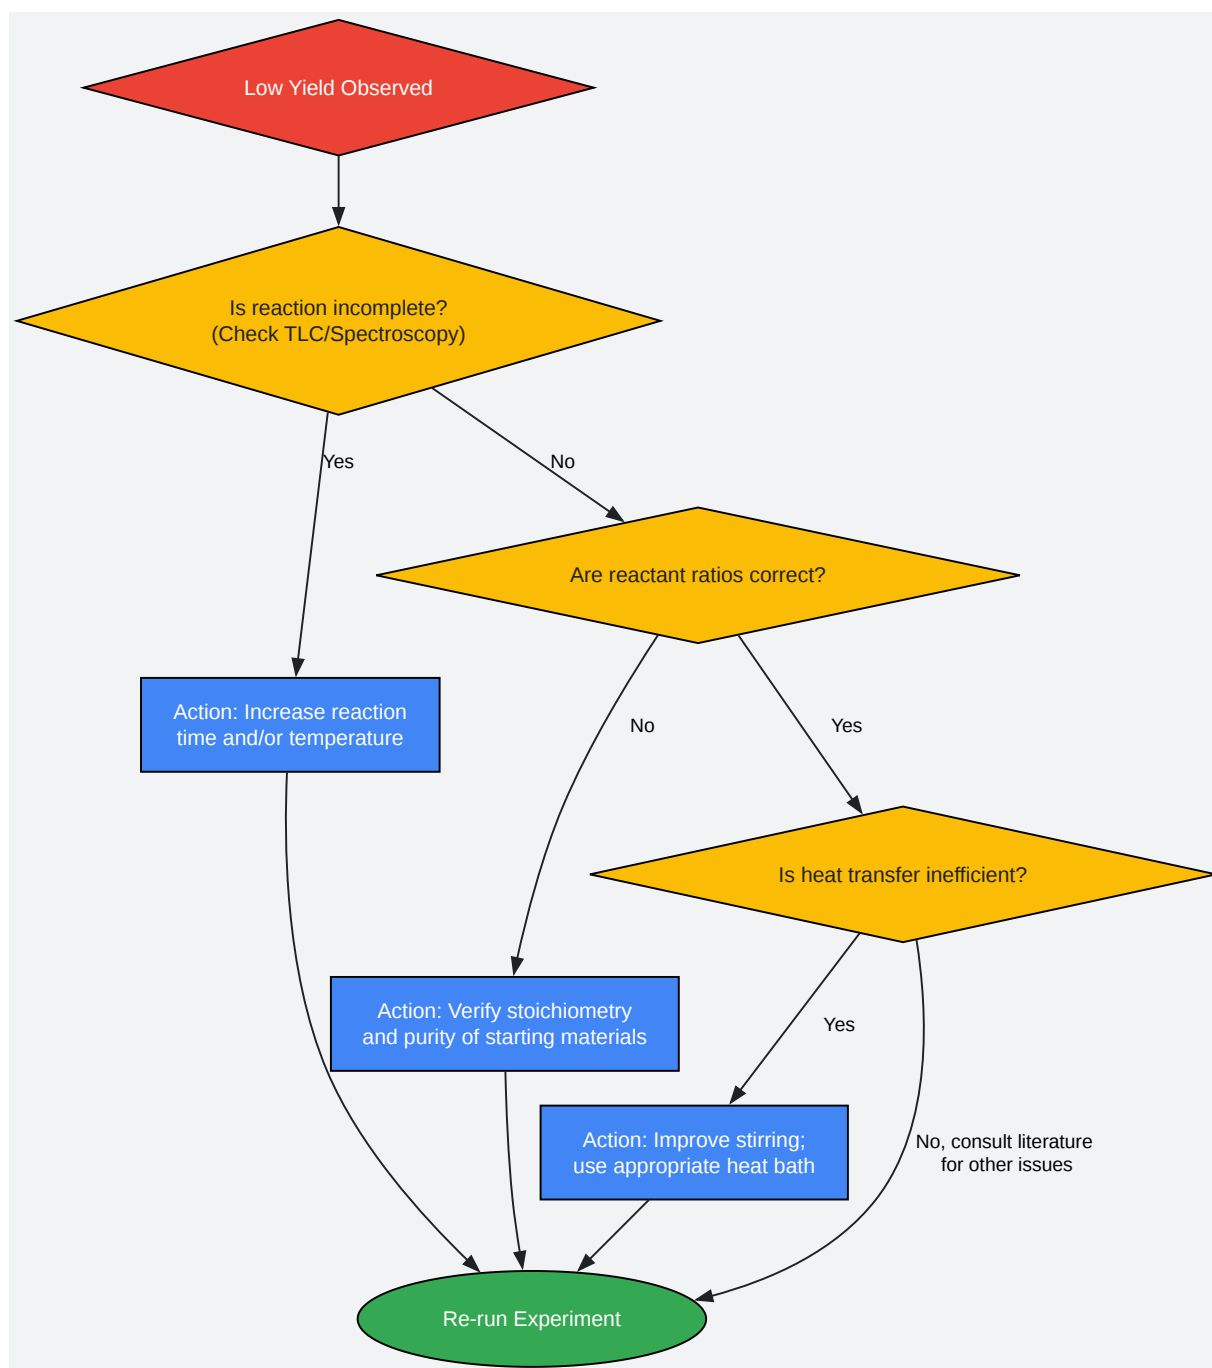 Low Yield Observed
Is reaction incomplete?
(Check TLC/Spectroscopy)
Yes
No
Are reactant ratios correct?
Action: Increase reaction
time and/or temperature
No
Yes
Is heat transfer inefficient?
Action: Verify stoichiometry
and purity of starting materials
Yes
Action: Improve stirring;
use appropriate heat bath
No, consult literature
for other issues
Re-run Experiment